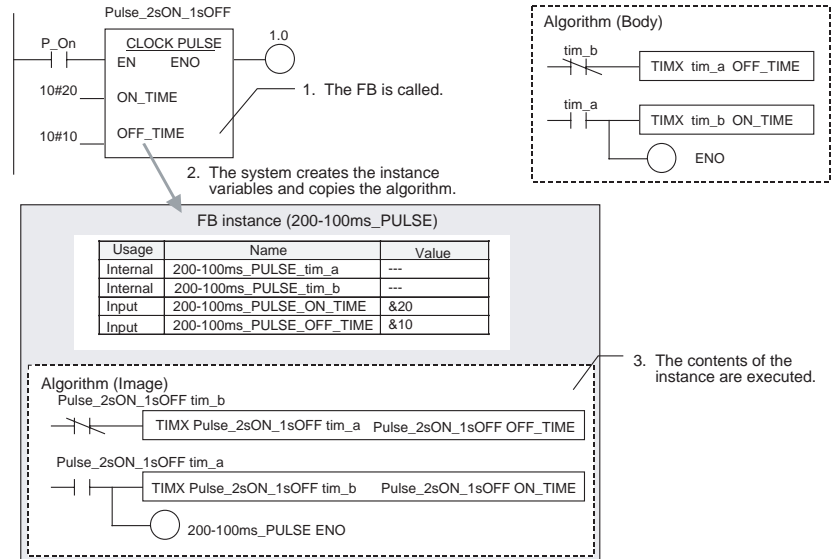 Pulse_2sON_1sOFF
P_On
CLOCK PULSE
EN ENO
1.0
10#20
ON_TIME
10#10
OFF_TIME
1. The FB is called.
Algorithm (Body)
tim_b
TIMX tim_a OFF_TIME
tim_a
TIMX tim_b ON_TIME
ENO
2. The system creates the instance
variables and copies the algorithm.
FB instance (200-100ms_PULSE)
Usage Name Value
Internal 200-100ms_PULSE_tim_a ---
Internal 200-100ms_PULSE_tim_b ---
Input 200-100ms_PULSE_ON_TIME &20
Input 200-100ms_PULSE_OFF_TIME &10
3. The contents of the
instance are executed.
Algorithm (Image)
Pulse_2sON_1sOFF tim_b
TIMX Pulse_2sON_1sOFF tim_a Pulse_2sON_1sOFF OFF_TIME
Pulse_2sON_1sOFF tim_a
TIMX Pulse_2sON_1sOFF tim_b Pulse_2sON_1sOFF ON_TIME
200-100ms_PULSE ENO